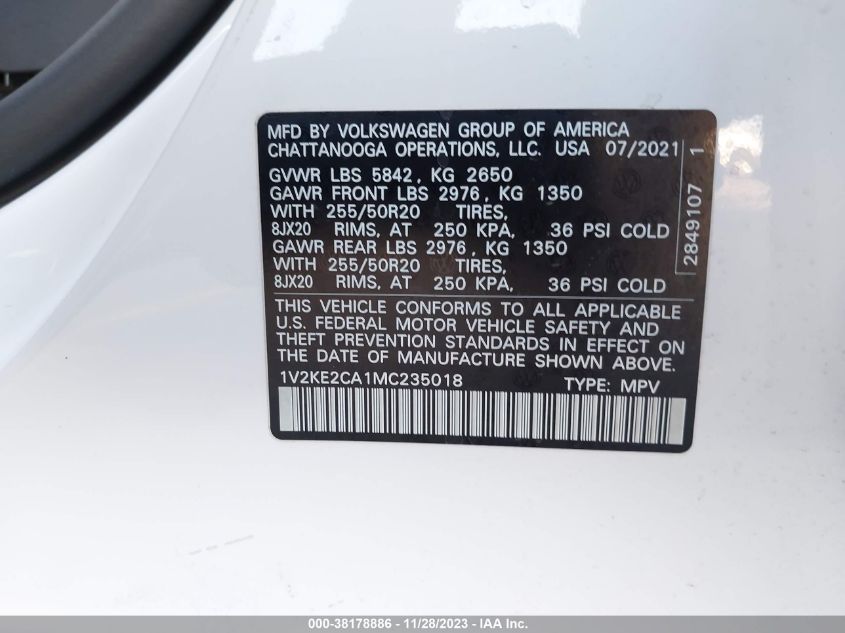 MFD BY VOLKSWAGEN GROUP OF AMERICA
CHATTANOOGA OPERATIONS, LLC. USA 07/2021
GVWR LBS 5842, KG 2650
GAWR FRONT LBS 2976, KG 1350
WITH 255/50R20 TIRES,
8JX20 RIMS, AT 250 KPA, 36 PSI COLD
GAWR REAR LBS 2976, KG 1350
WITH 255/50R20 TIRES,
8JX20 RIMS, AT 250 KPA, 36 PSI COLD
THIS VEHICLE CONFORMS TO ALL APPLICABLE
U.S. FEDERAL MOTOR VEHICLE SAFETY AND
THEFT PREVENTION STANDARDS IN EFFECT ON
THE DATE OF MANUFACTURE SHOWN ABOVE.
1V2KE2CA1MC235018 TYPE: MPV
2849107 1
000-38178886 - 11/28/2023 - IAA Inc.